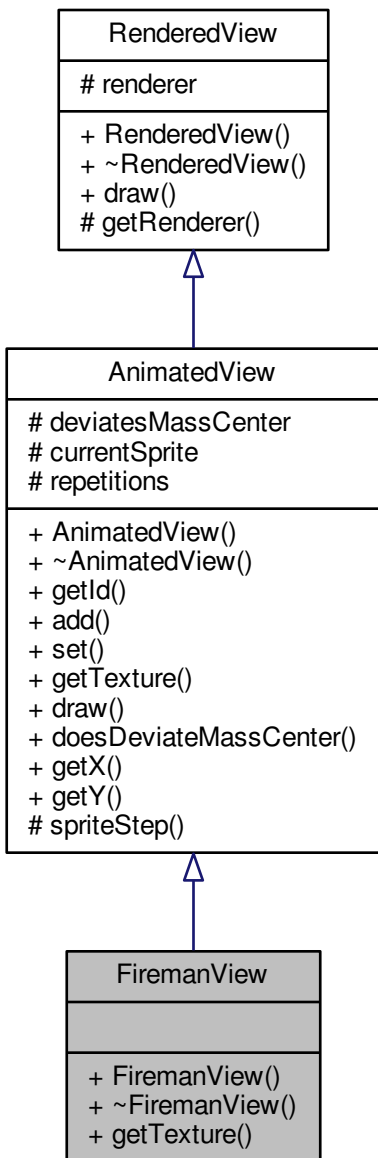 RenderedView
# renderer
+ RenderedView()
+ ~RenderedView()
+ draw()
# getRenderer()
AnimatedView
# deviatesMassCenter
# currentSprite
# repetitions
+ AnimatedView()
+ ~AnimatedView()
+ getId()
+ add()
+ set()
+ getTexture()
+ draw()
+ doesDeviateMassCenter()
+ getX()
+ getY()
# spriteStep()
FiremanView
+ FiremanView()
+ ~FiremanView()
+ getTexture()